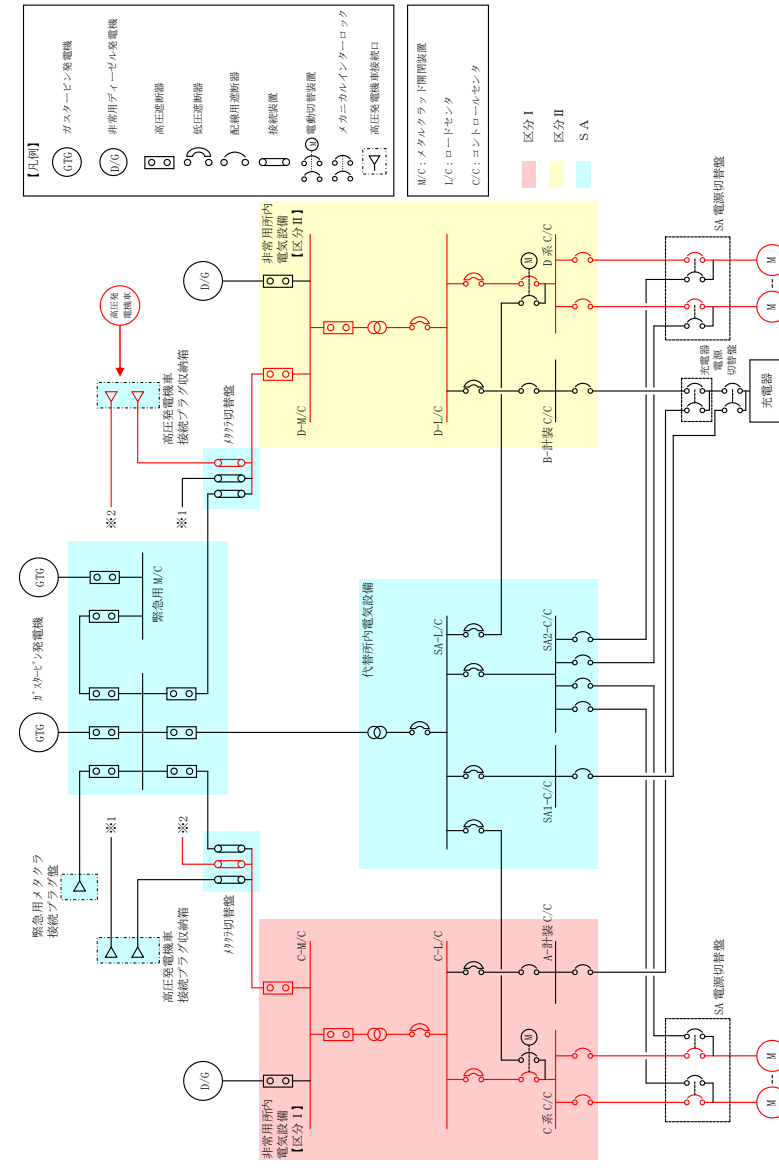 【凡例】
GTG
ガスタービン発電機
D/G
非常用ディーゼル発電機
高圧遮断器
低圧遮断器
配線用遮断器
接続装置
M
電動切替装置
メカニカルインターロック
高圧発電機車接続口
M/C：メタルクラッド開閉装置
L/C：ロードセンタ
C/C：コントロールセンタ
区分Ⅰ
区分Ⅱ
SA
緊急用メタクラ
接続プラグ盤
高圧発電機車
接続プラグ収納箱
※1
※2
メタクラ切替盤
GTG
ガスタービン発電機
GTG
緊急用M/C
高圧発
電機車
高圧発電機車
接続プラグ収納箱
※2
※1
メタクラ切替盤
D/G
非常用所内
電気設備
【区分Ⅰ】
C-M/C
C-L/C
M
C系C/C
A-計装C/C
代替所内電気設備
SA-L/C
SA1-C/C
SA2-C/C
D/G
非常用所内
電気設備
【区分Ⅱ】
D-M/C
D-L/C
M
B-計装C/C
D系C/C
SA電源切替盤
M
M
充電器
電源
切替盤
充電器
SA電源切替盤
M
M